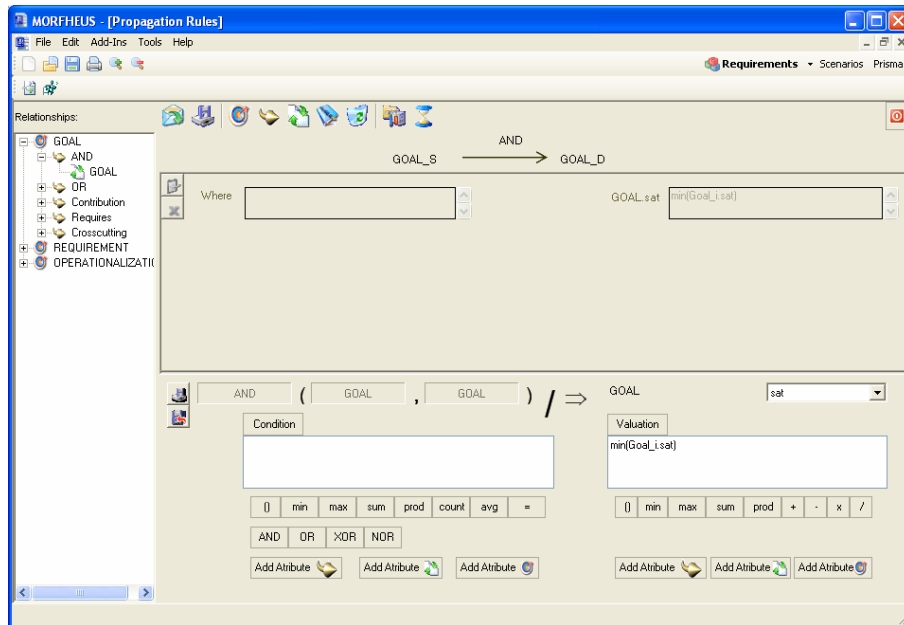 MORFHEUS - [Propagation Rules]
File Edit Add-Ins Tools Help
Requirements Scenarios Prisma
Relationships:
GOAL
AND
GOAL
OR
Contribution
Requires
Crosscutting
REQUIREMENT
OPERATIONALIZATI
AND
GOAL_S GOAL_D
Where GOAL.sat min(Goal_i.sat)
AND ( GOAL , GOAL ) / ⇒ GOAL sat
Condition Valuation
min(Goal_i.sat)
() min max sum prod count avg = () min max sum prod + - x /
AND OR XOR NOR
Add Atribute Add Atribute Add Atribute Add Atribute Add Atribute Add Atribute